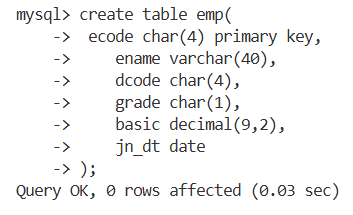 mysql> create table emp(
    -> ecode char(4) primary key,
    ->    ename varchar(40),
    ->    dcode char(4),
    ->    grade char(1),
    ->    basic decimal(9,2),
    ->    jn_dt date
    -> );
Query OK, 0 rows affected (0.03 sec)